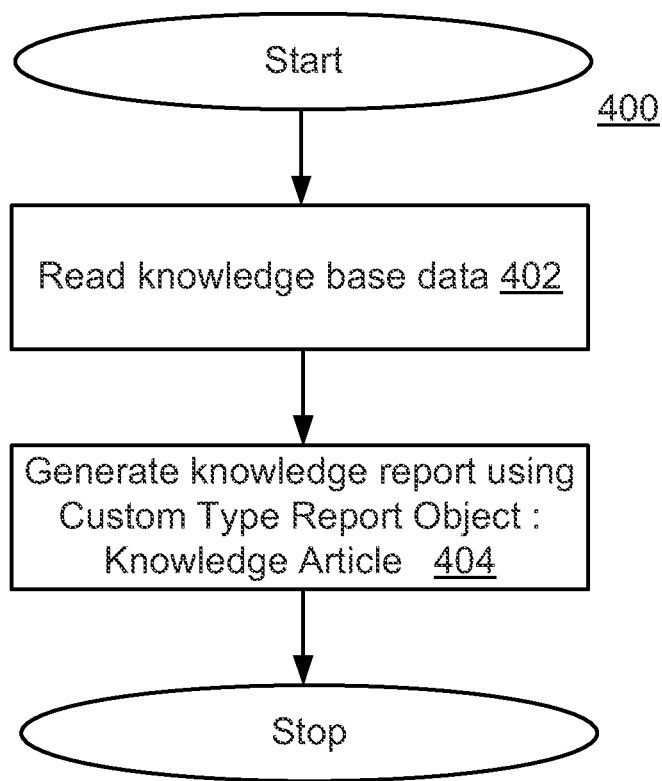 Start
400
Read knowledge base data 402
Generate knowledge report using
Custom Type Report Object :
Knowledge Article 404
Stop